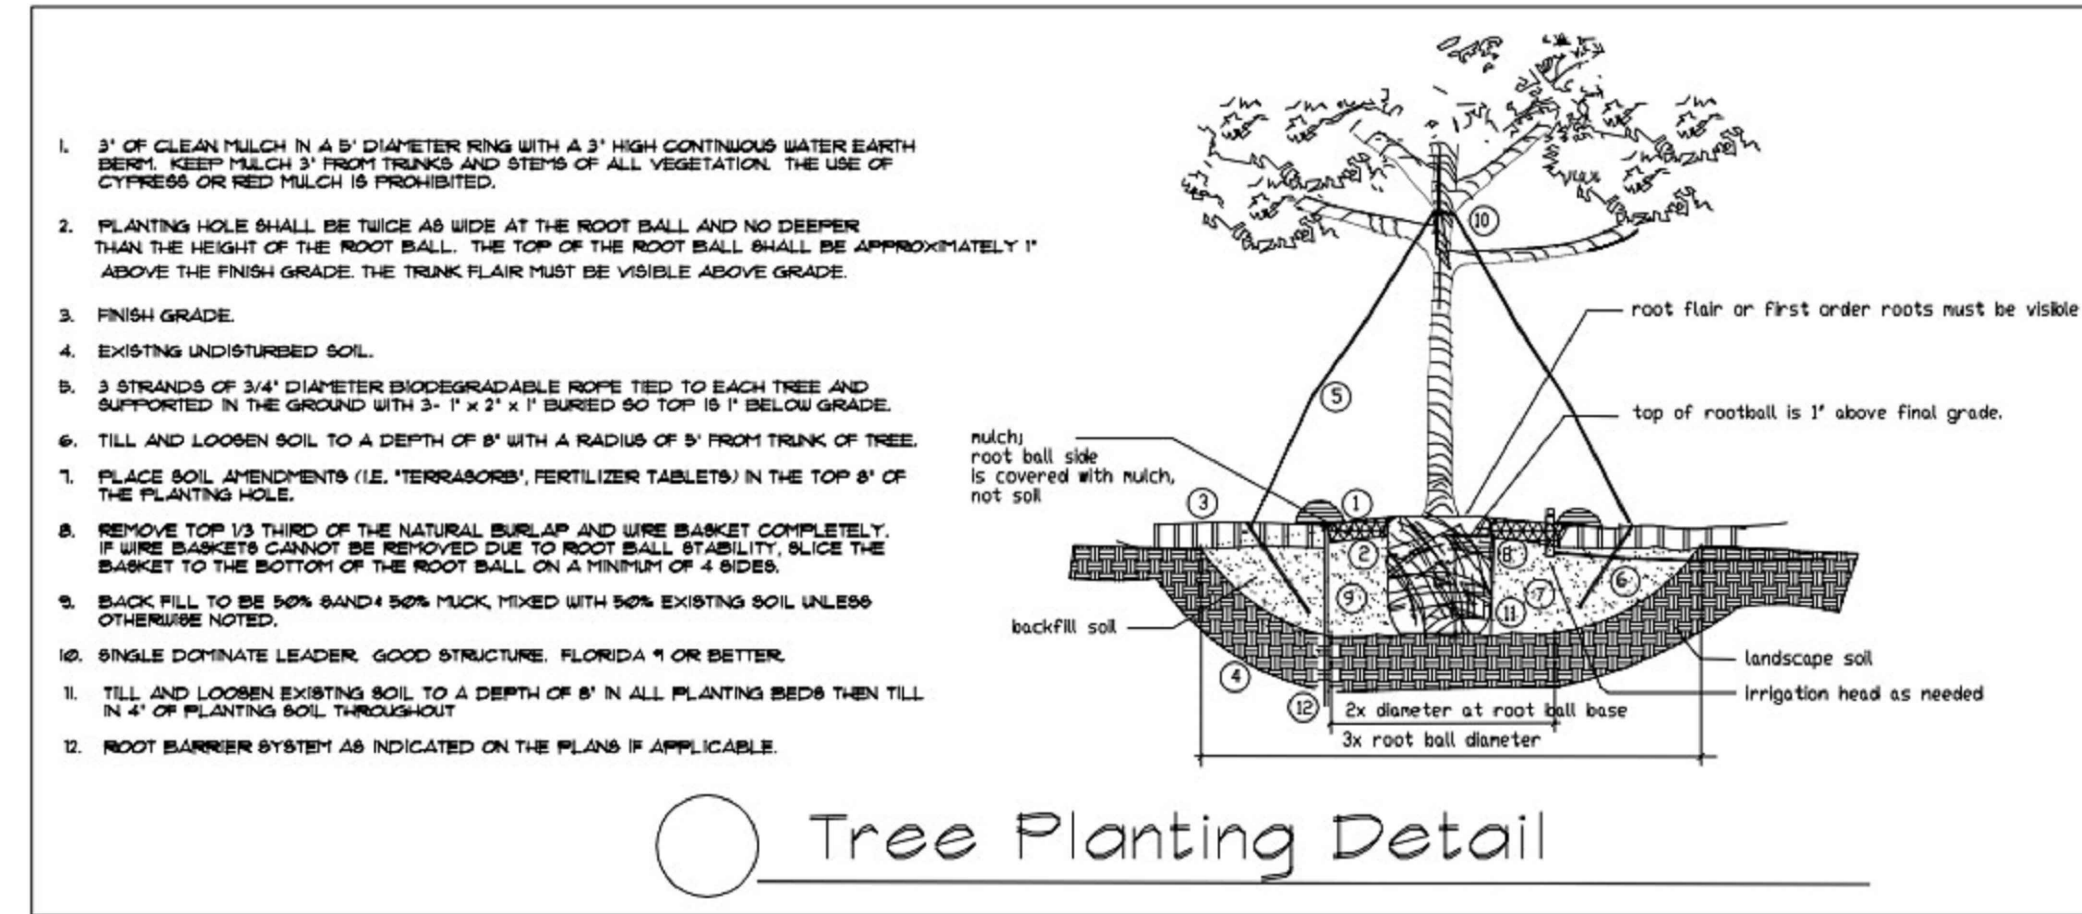 1. 3" OF CLEAN MULCH IN A 5' DIAMETER RING WITH A 3" HIGH CONTINUOUS WATER EARTH
BERM. KEEP MULCH 3" FROM TRUNKS AND STEMS OF ALL VEGETATION. THE USE OF
CYPRESS OR RED MULCH IS PROHIBITED.
2. PLANTING HOLE SHALL BE TWICE AS WIDE AT THE ROOT BALL AND NO DEEPER
THAN THE HEIGHT OF THE ROOT BALL. THE TOP OF THE ROOT BALL SHALL BE APPROXIMATELY 1"
ABOVE THE FINISH GRADE. THE TRUNK FLAIR MUST BE VISIBLE ABOVE GRADE.
3. FINISH GRADE.
4. EXISTING UNDISTURBED SOIL.
5. 3 STRANDS OF 3/4" DIAMETER BIODEGRADABLE ROPE TIED TO EACH TREE AND
SUPPORTED IN THE GROUND WITH 3- 1" x 2" x 1' BURIED SO TOP IS 1" BELOW GRADE.
6. TILL AND LOOSEN SOIL TO A DEPTH OF 8" WITH A RADIUS OF 5' FROM TRUNK OF TREE.
7. PLACE SOIL AMENDMENTS (I.E. "TERRASORB", FERTILIZER TABLETS) IN THE TOP 8" OF
THE PLANTING HOLE.
8. REMOVE TOP 1/3 THIRD OF THE NATURAL BURLAP AND WIRE BASKET COMPLETELY.
IF WIRE BASKETS CANNOT BE REMOVED DUE TO ROOT BALL STABILITY, SLICE THE
BASKET TO THE BOTTOM OF THE ROOT BALL ON A MINIMUM OF 4 SIDES.
9. BACK FILL TO BE 50% SAND & 50% MUCK, MIXED WITH 50% EXISTING SOIL UNLESS
OTHERWISE NOTED.
10. SINGLE DOMINATE LEADER. GOOD STRUCTURE. FLORIDA #1 OR BETTER.
11. TILL AND LOOSEN EXISTING SOIL TO A DEPTH OF 8" IN ALL PLANTING BEDS THEN TILL
IN 4" OF PLANTING SOIL THROUGHOUT
12. ROOT BARRIER SYSTEM AS INDICATED ON THE PLANS IF APPLICABLE.
10
root flair or first order roots must be visible
5
top of rootball is 1" above final grade.
mulch;
root ball side
is covered with mulch,
not soil
3
1
2
8
6
7
9
11
backfill soil
landscape soil
4
irrigation head as needed
12
2x diameter at root ball base
3x root ball diameter
Tree Planting Detail